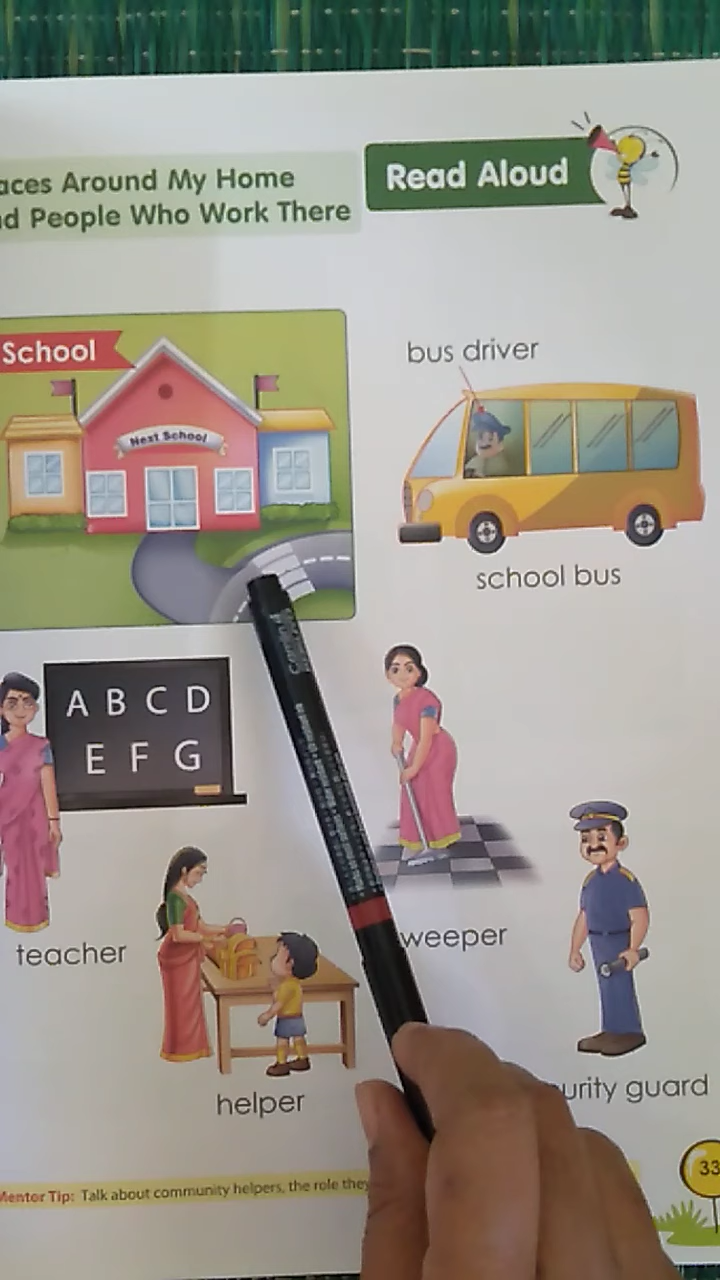 aces Around My Home
d People Who Work There
Read Aloud
School
Next School
bus driver
school bus
A B C D
E F G
teacher
weeper
helper
urity guard
Mentor Tip: Talk about community helpers, the role they
33